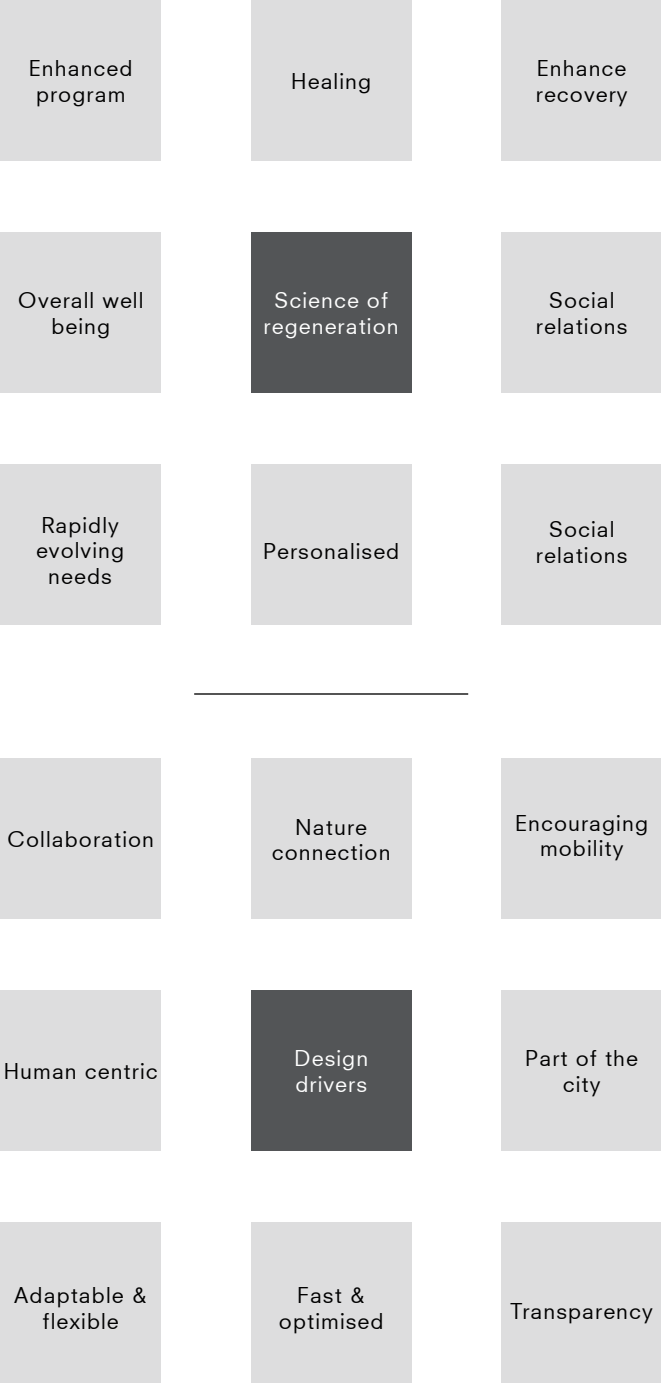 Enhanced
program
Healing
Enhance
recovery
Overall well
being
Science of
regeneration
Social
relations
Rapidly
evolving
needs
Personalised
Social
relations
Collaboration
Nature
connection
Encouraging
mobility
Human centric
Design
drivers
Part of the
city
Adaptable &
flexible
Fast &
optimised
Transparency